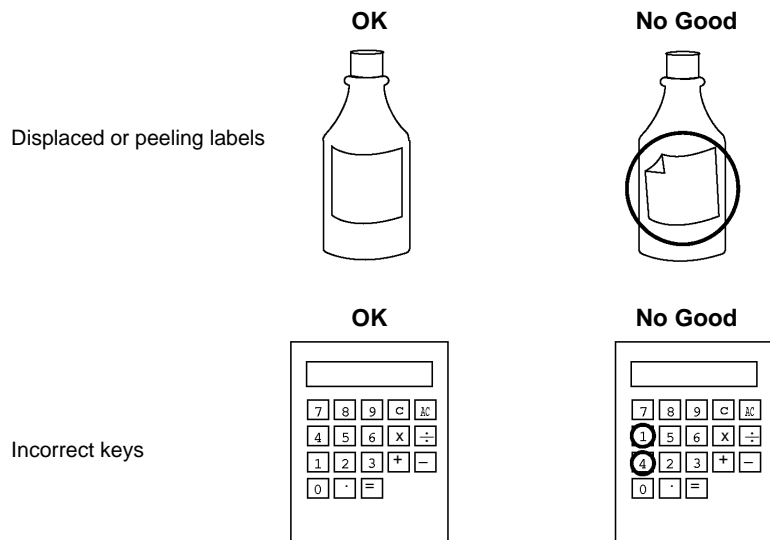 OK No Good
Displaced or peeling labels
OK No Good
7 8 9 C AC 7 8 9 C AC
4 5 6 X ÷ 1 5 6 X ÷
Incorrect keys
1 2 3 + − 4 2 3 + −
0 · = 0 · =